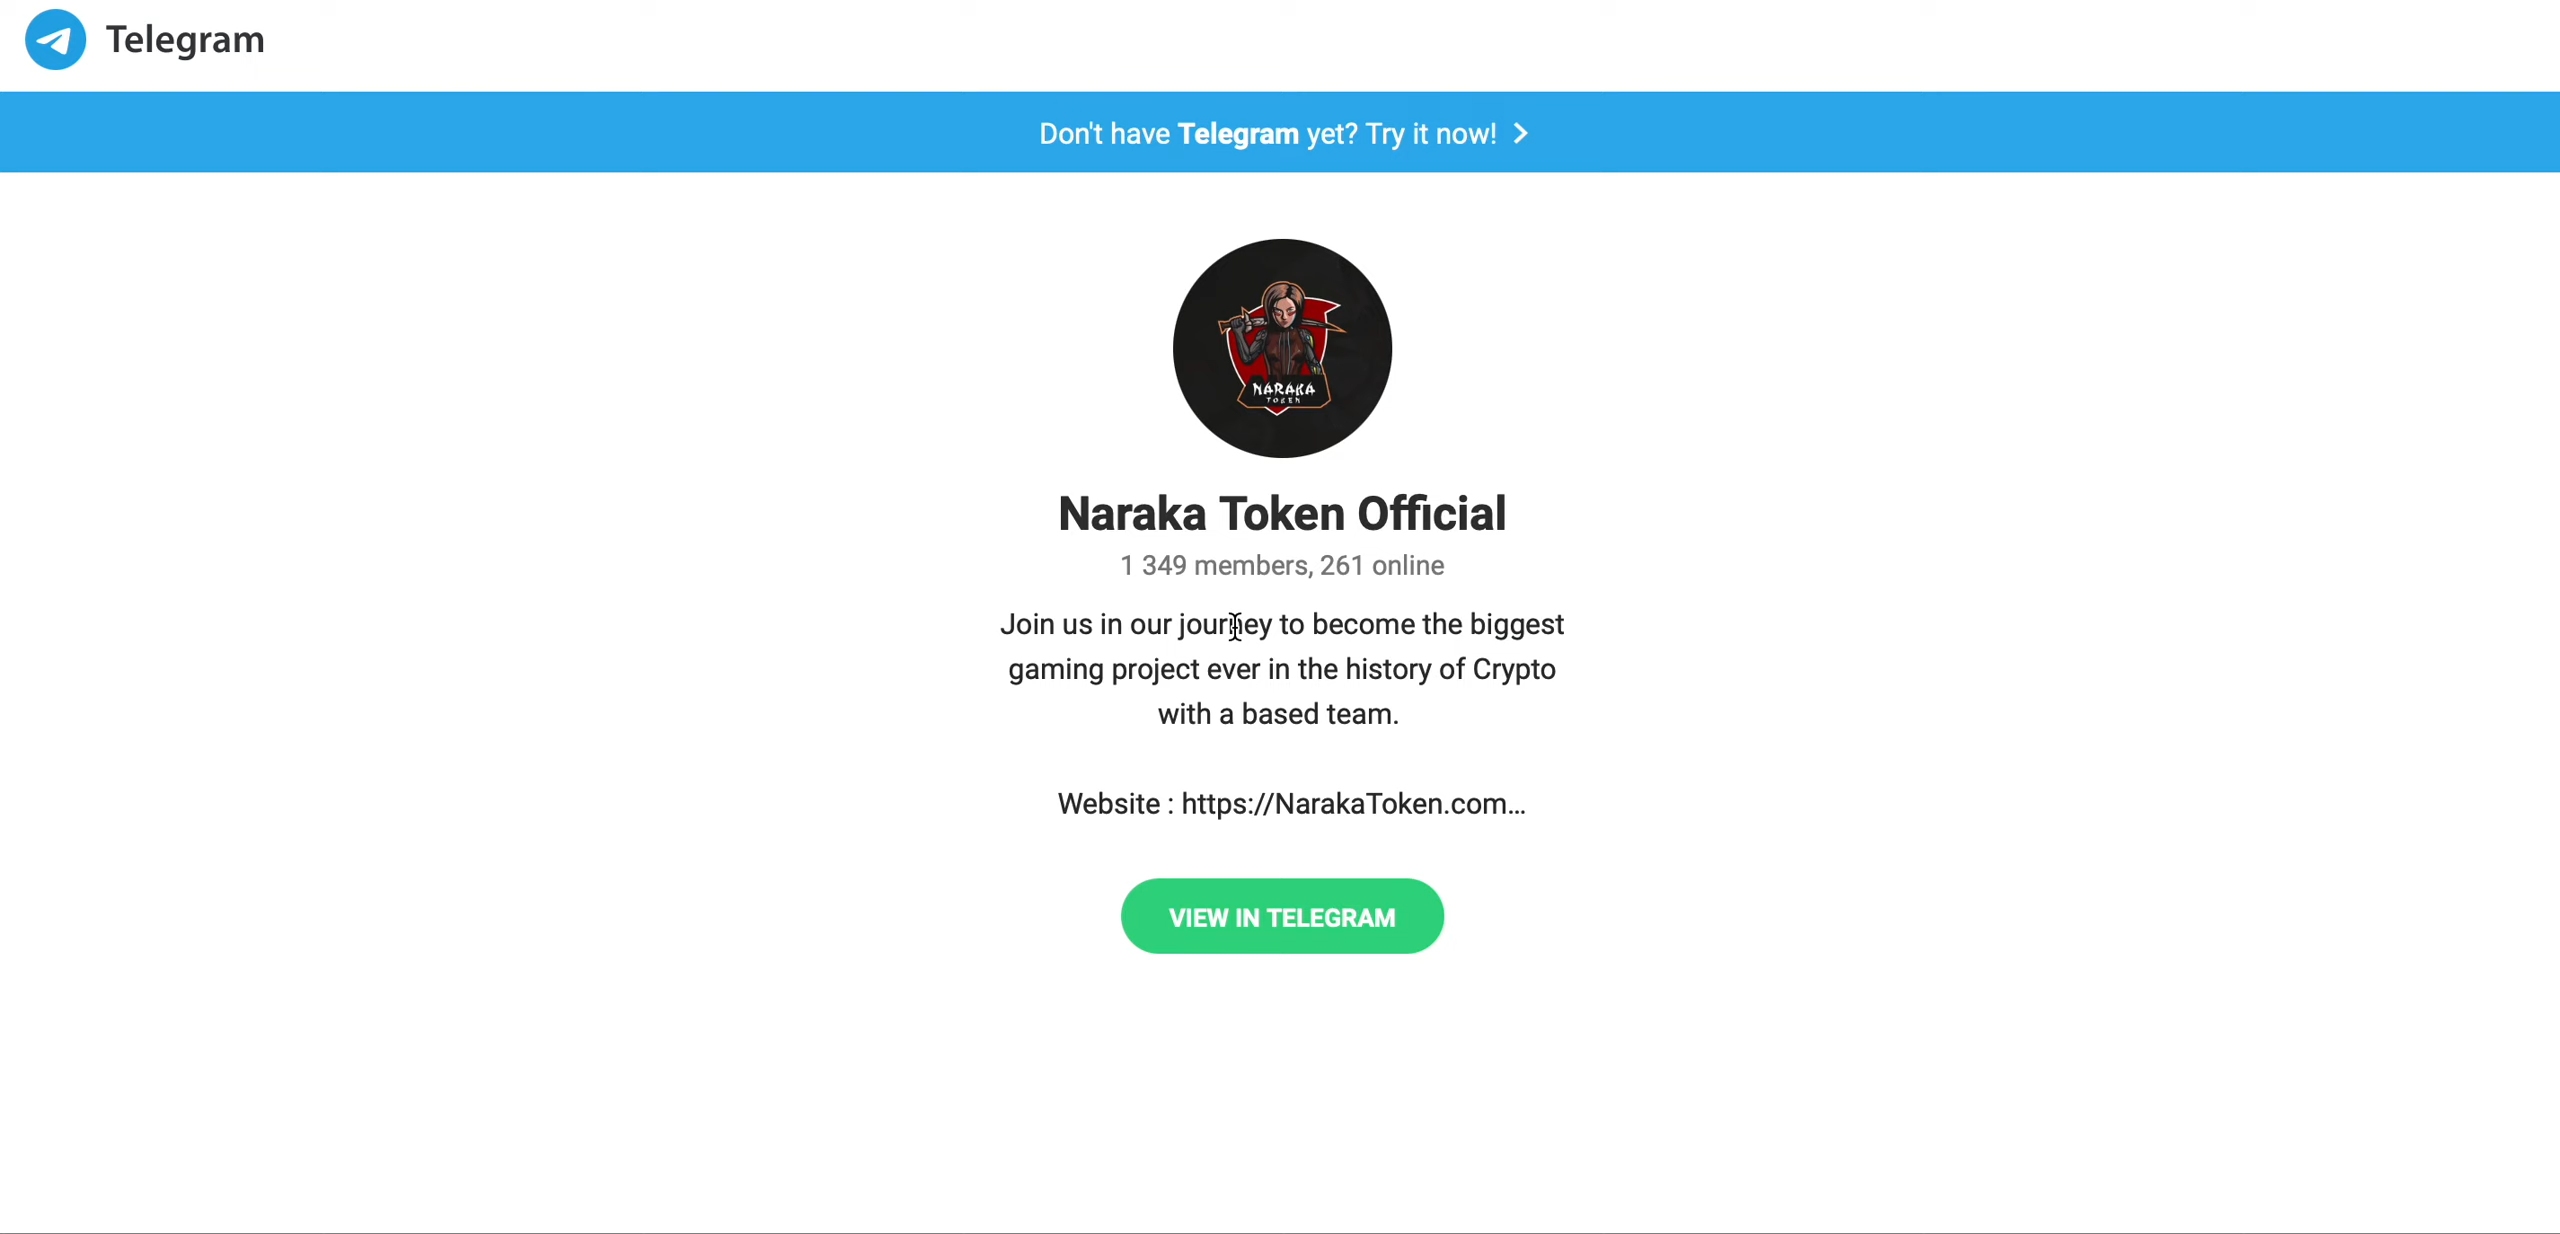 Telegram
Don't have Telegram yet? Try it now!
NARAKA
TOKEN
Naraka Token Official
1 349 members, 261 online
Join us in our journey to become the biggest
gaming project ever in the history of Crypto
with a based team.
Website : https://NarakaToken.com...
VIEW IN TELEGRAM